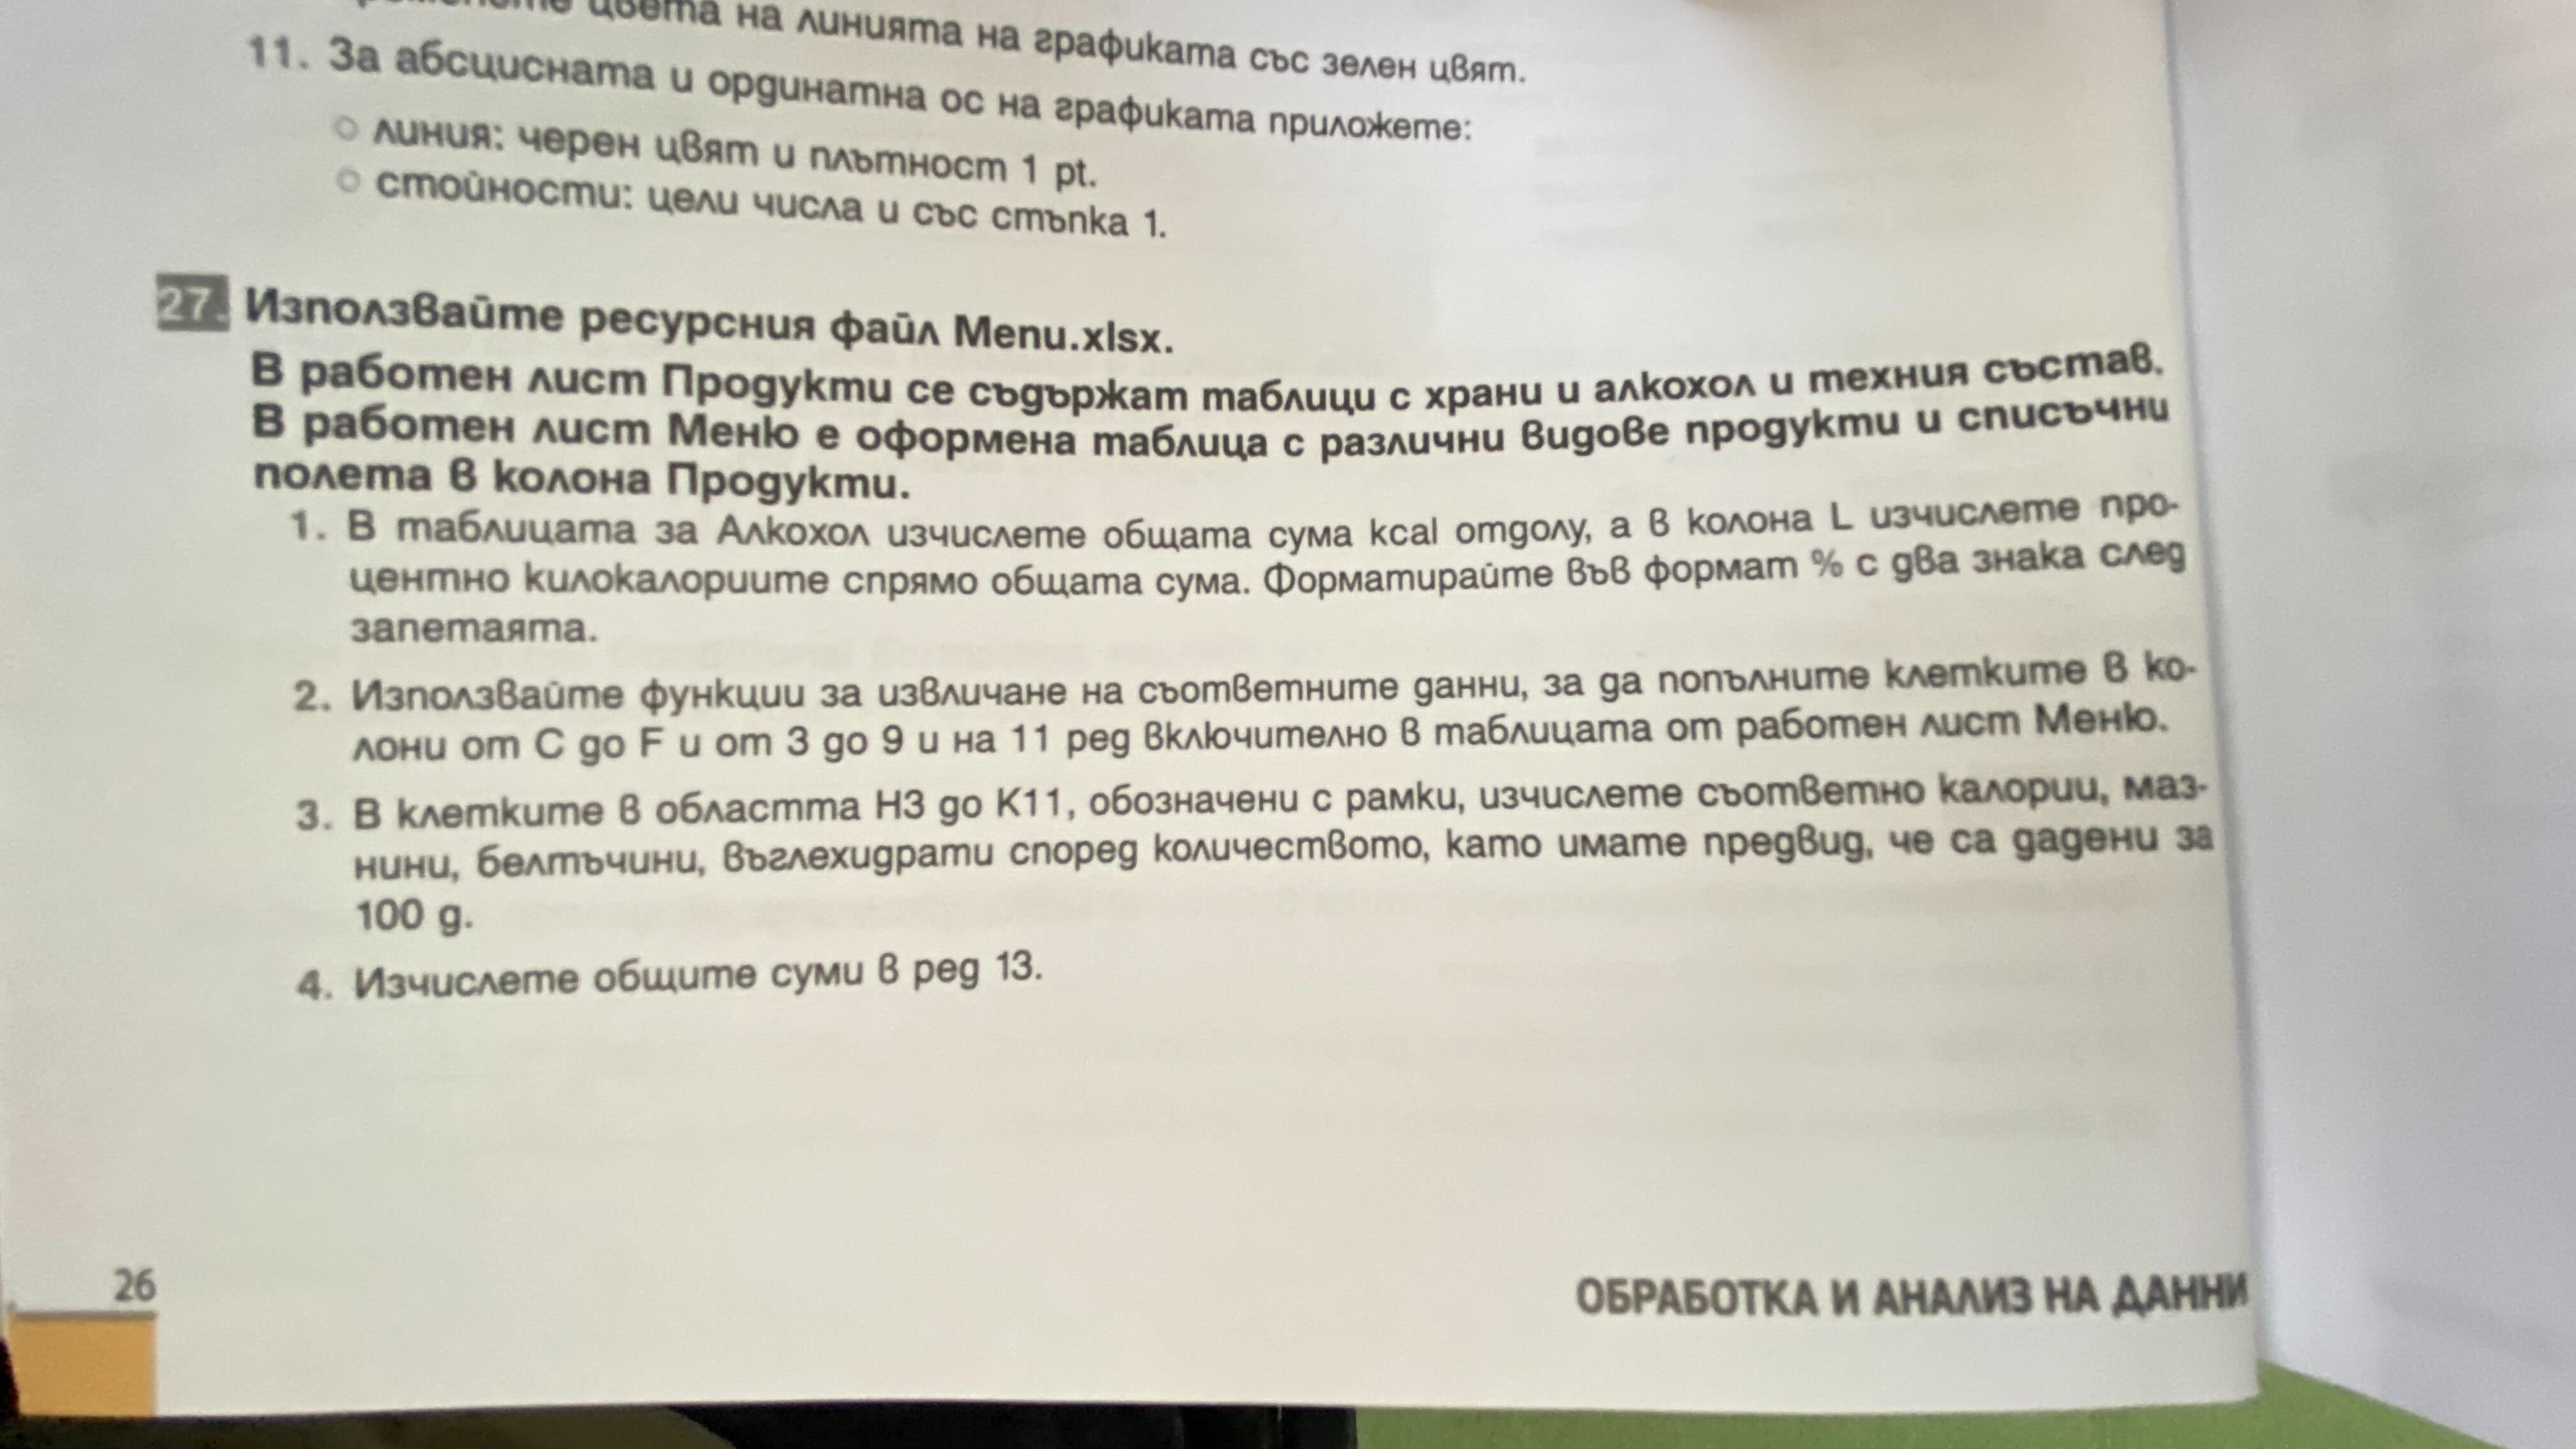 цвета на линията на графиката със зелен цвят.
11. За абсцисната и ординатна ос на графиката приложете:
○ линия: черен цвят и плътност 1 pt.
○ стойности: цели числа и със стъпка 1.
27. Използвайте ресурсния файл Menu.xlsx.
В работен лист Продукти се съдържат таблици с храни и алкохол и техния състав.
В работен лист Меню е оформена таблица с различни видове продукти и списъчни
полета в колона Продукти.
1. В таблицата за Алкохол изчислете общата сума kcal отдолу, а в колона L изчислете про-
центно килокалориите спрямо общата сума. Форматирайте във формат % с два знака след
запетаята.
2. Използвайте функции за извличане на съответните данни, за да попълните клетките в ко-
лони от C до F и от 3 до 9 и на 11 ред включително в таблицата от работен лист Меню.
3. В клетките в областта H3 до K11, обозначени с рамки, изчислете съответно калории, маз-
нини, белтъчини, въглехидрати според количеството, като имате предвид, че са дадени за
100 g.
4. Изчислете общите суми в ред 13.
26
ОБРАБОТКА И АНАЛИЗ НА ДАННИ